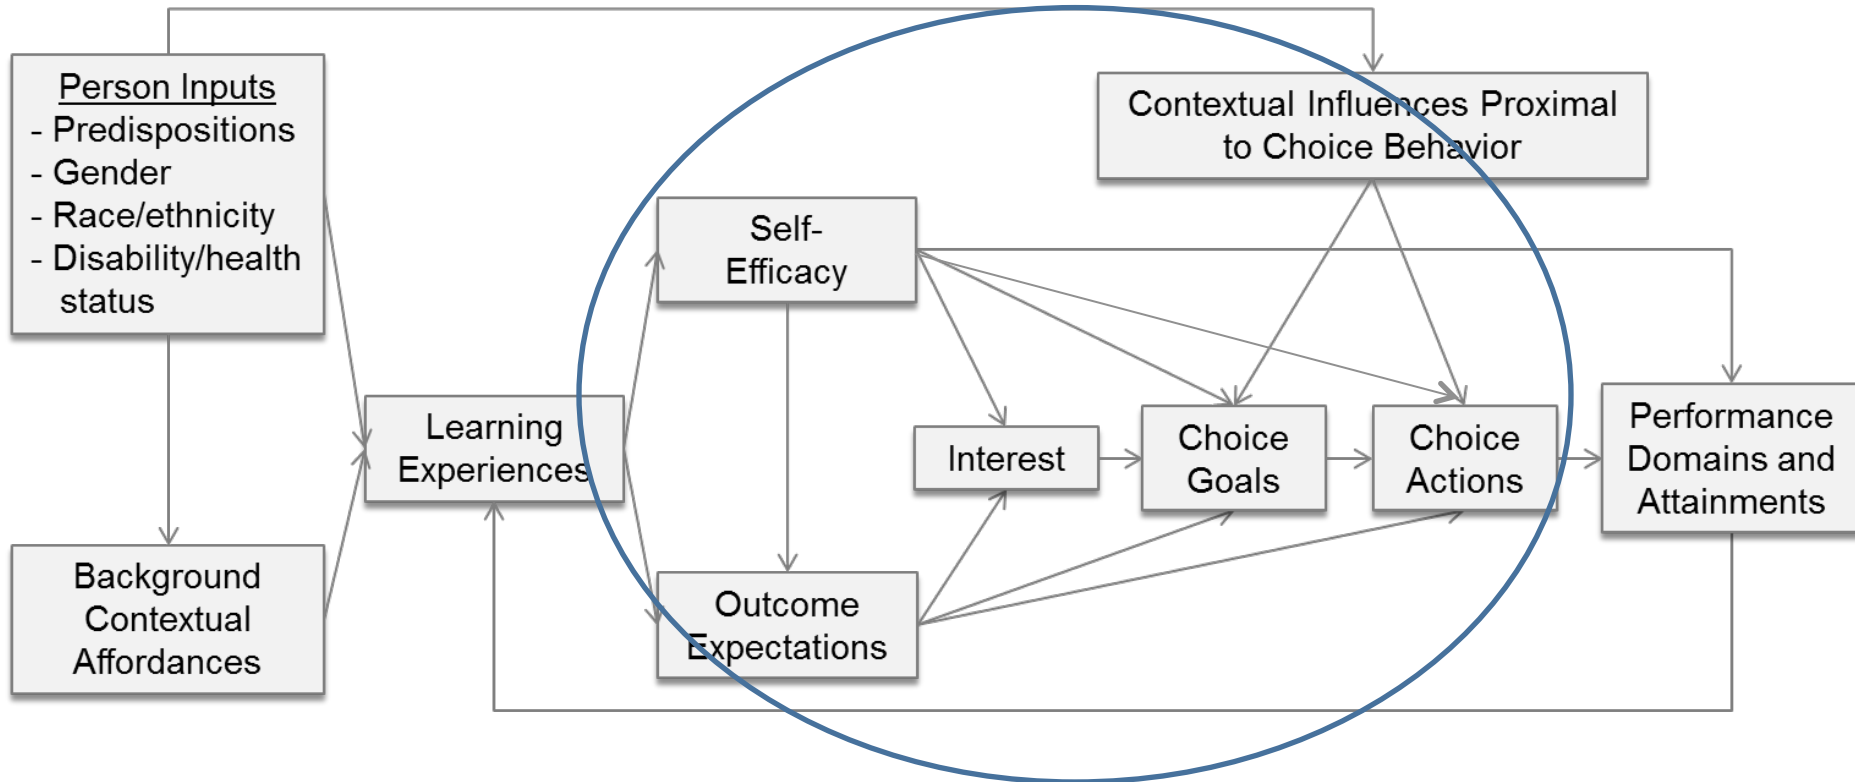 Person Inputs
- Predispositions
- Gender
- Race/ethnicity
- Disability/health
status
Contextual Influences Proximal
to Choice Behavior
Self-
Efficacy
Learning
Experiences
Interest
Choice
Goals
Choice
Actions
Performance
Domains and
Attainments
Background
Contextual
Affordances
Outcome
Expectations